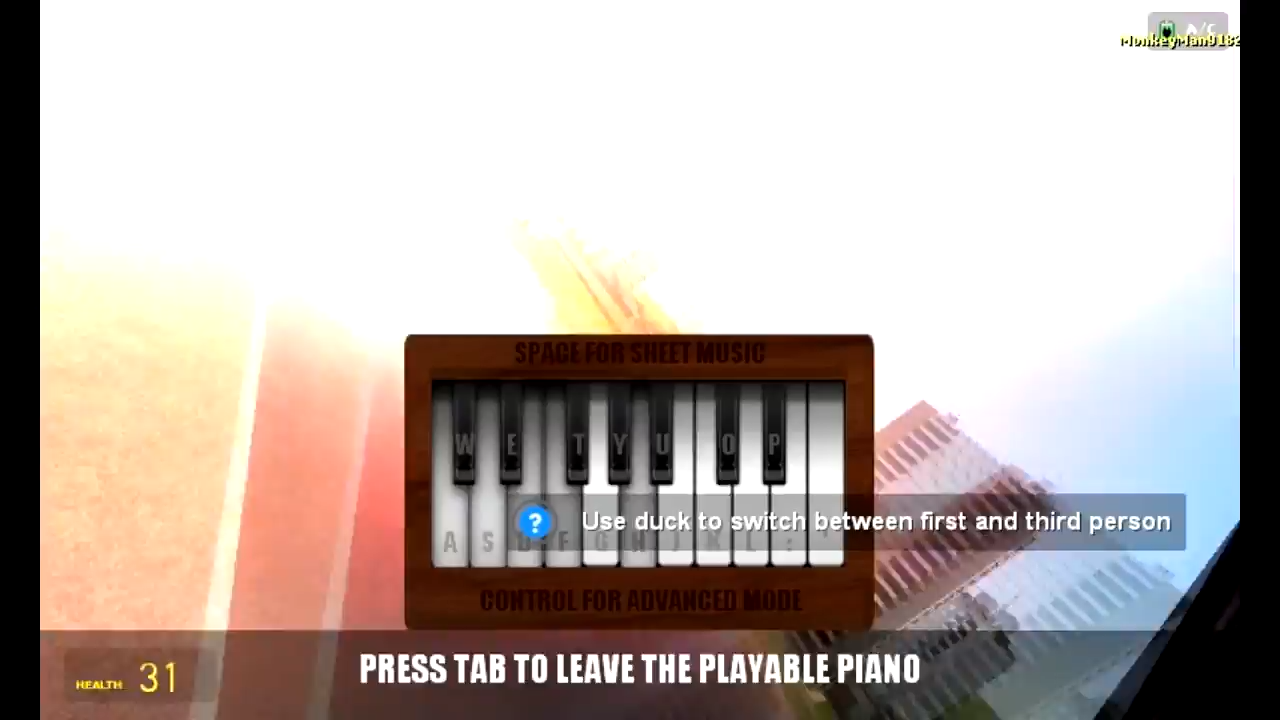 MonkeyMan918
SPACE FOR SHEET MUSIC
W E T Y U O P
? Use duck to switch between first and third person
A S D F G H J K L : '
CONTROL FOR ADVANCED MODE
HEALTH 31
PRESS TAB TO LEAVE THE PLAYABLE PIANO